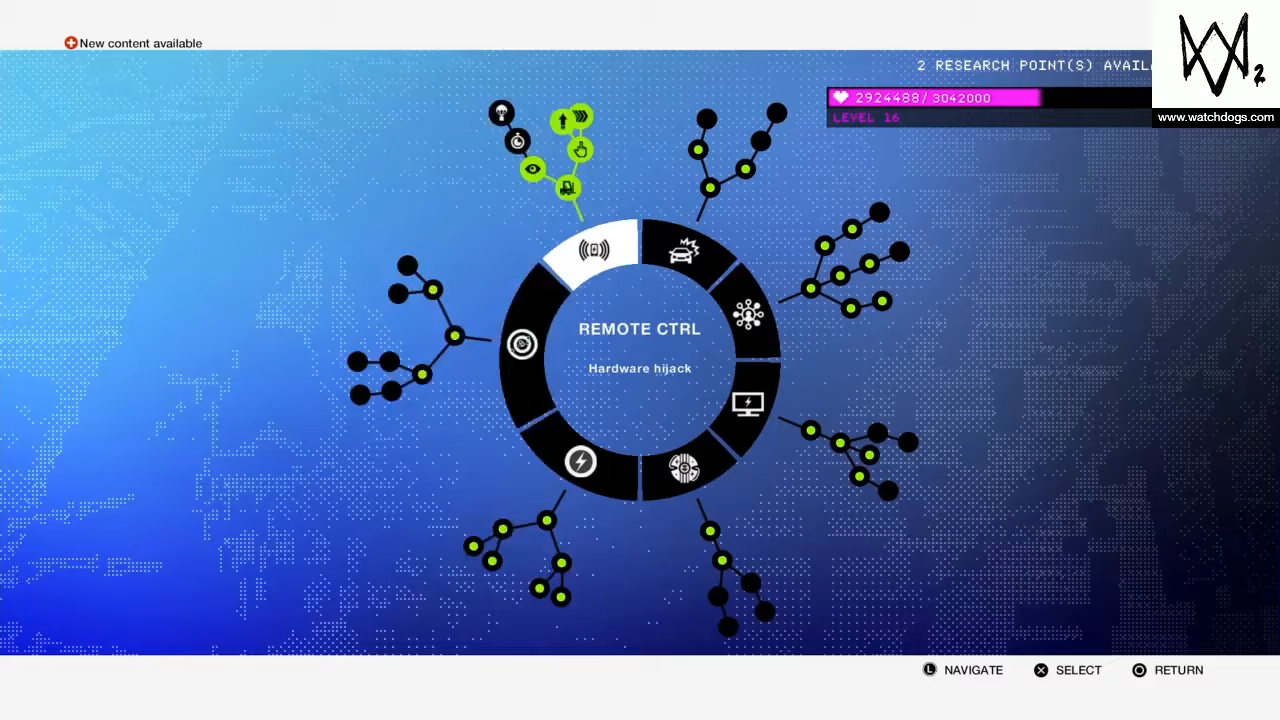 New content available
2 RESEARCH POINT(S) AVAIL
2924488/3042000
LEVEL 16
2
www.watchdogs.com
REMOTE CTRL
Hardware hijack
L NAVIGATE
SELECT
RETURN